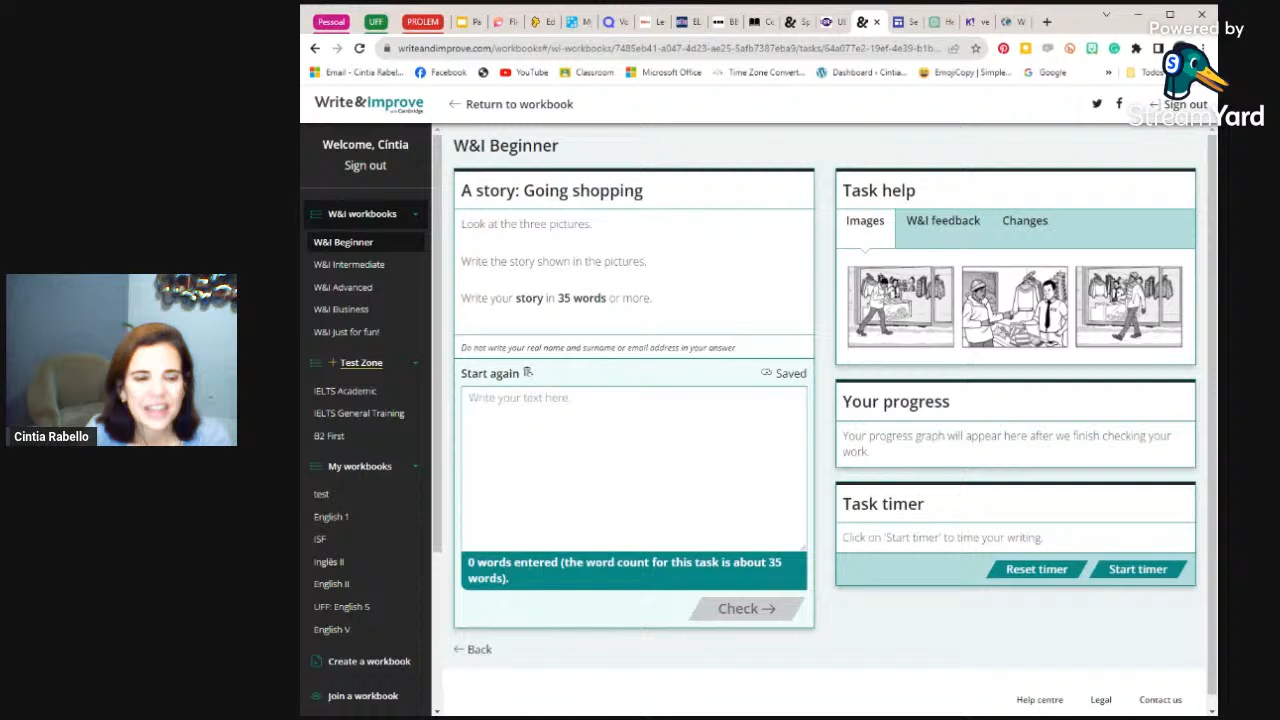 Pessoal
UFF
PROLEM
Powered by
StreamYard
writeandimprove.com/workbooks#/wi-workbooks/7485eb41-a047-4d23-ae25-5afb7387eba9/tasks/64a077e2-19ef-4e39-b1b...
Email - Cintia Rabel...
Facebook
YouTube
Classroom
Microsoft Office
Time Zone Convert...
Dashboard ‹ Cíntia...
EmojiCopy | Simple...
Google
»
Todos
Write&Improve
with Cambridge
← Return to workbook
Sign out
Welcome, Cíntia
Sign out
W&I workbooks
W&I Beginner
W&I Intermediate
W&I Advanced
W&I Business
W&I Just for fun!
+ Test Zone
IELTS Academic
IELTS General Training
B2 First
My workbooks
test
English 1
ISF
Inglês II
English II
UFF: English 5
English V
Create a workbook
Join a workbook
W&I Beginner
A story: Going shopping
Look at the three pictures.
Write the story shown in the pictures.
Write your story in 35 words or more.
Do not write your real name and surname or email address in your answer.
Start again
Saved
Write your text here.
0 words entered (the word count for this task is about 35
words).
Check →
← Back
Task help
Images
W&I feedback
Changes
Your progress
Your progress graph will appear here after we finish checking your
work.
Task timer
Click on 'Start timer' to time your writing.
Reset timer
Start timer
Help centre
Legal
Contact us
Cintia Rabello